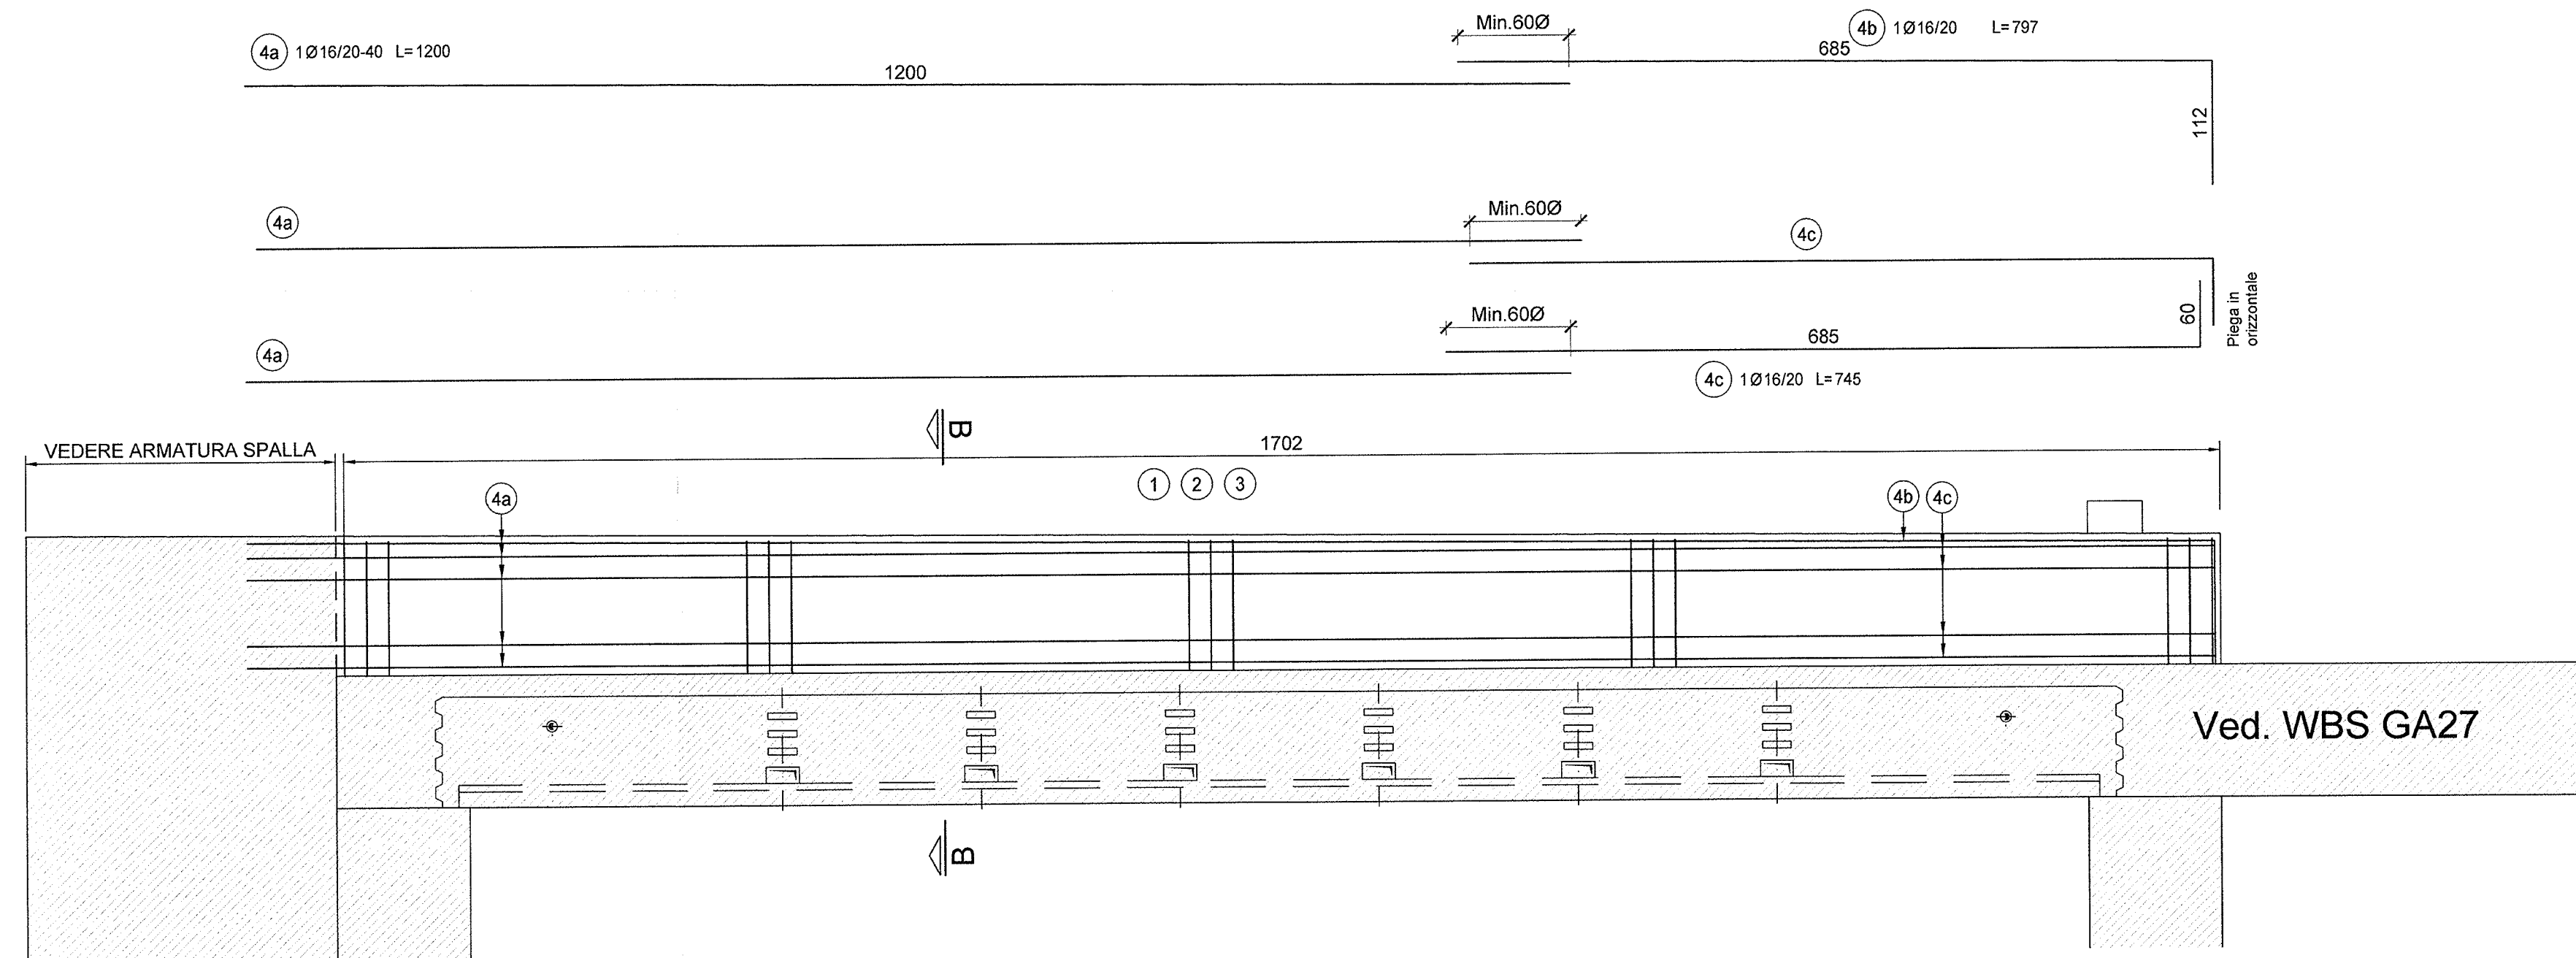 Min.60Ø
4b 1Ø16/20 L=797
4a 1Ø16/20-40 L=1200
685
1200
112
Min.60Ø
4a
4c
Piega in
orizzontale
Min.60Ø
60
685
4a
4c 1Ø16/20 L=745
B
VEDERE ARMATURA SPALLA
1702
1 2 3
4a
4b 4c
Ved. WBS GA27
B